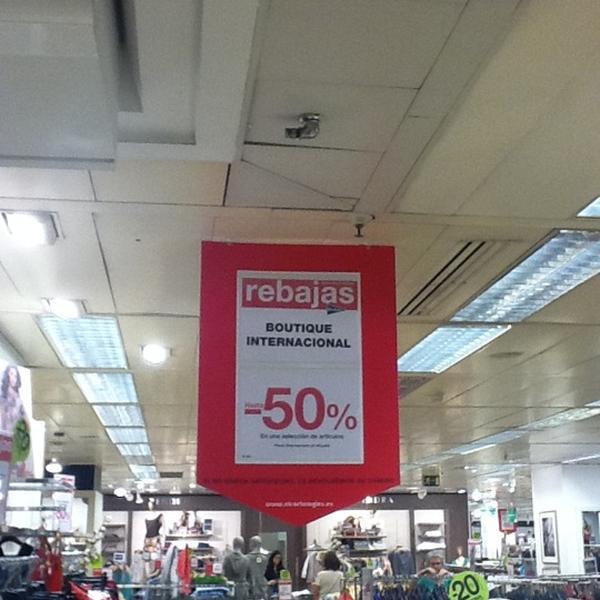 rebajas
BOUTIQUE
INTERNACIONAL
Hasta
-50%
En una selección de artículos
www.elcorteingles.es
20